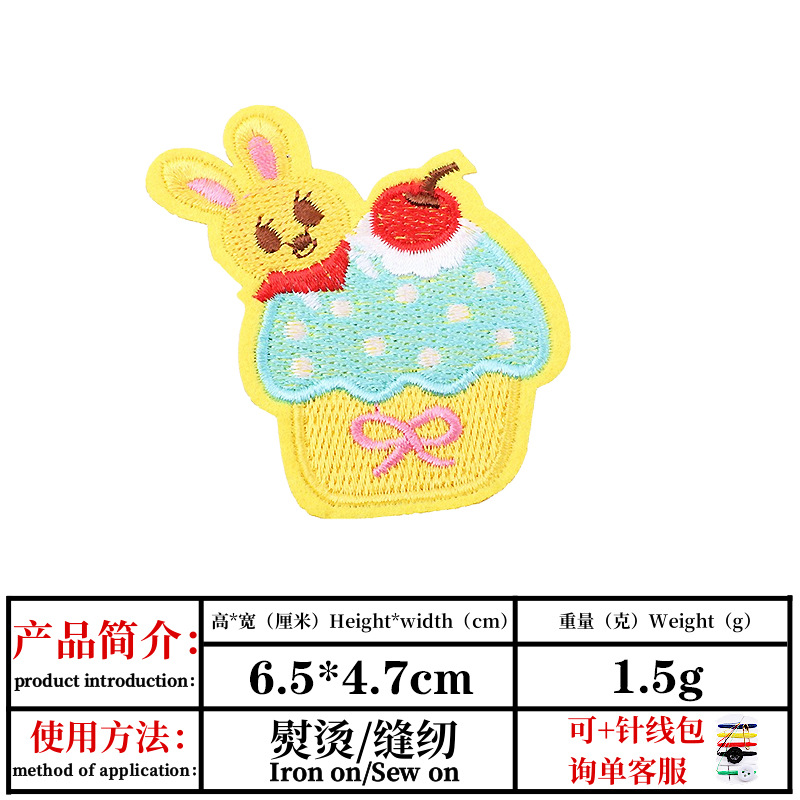 产品简介：
product introduction：
高*宽（厘米）Height*width（cm）
重量（克）Weight（g）
6.5*4.7cm
1.5g
使用方法：
method of application：
熨烫/缝纫
Iron on/Sew on
可+针线包
询单客服